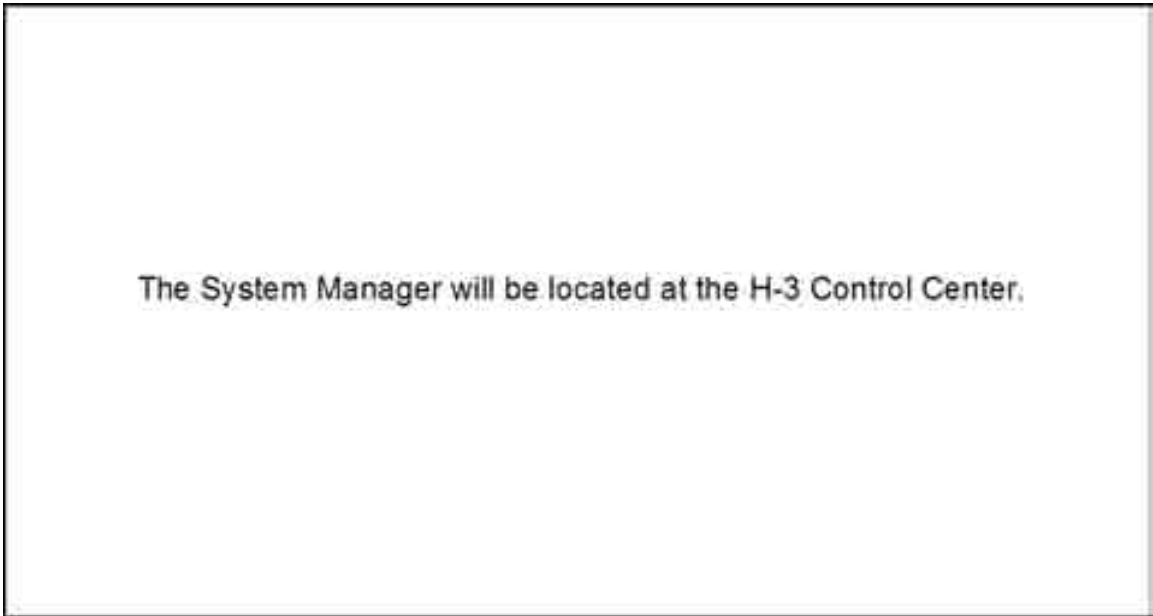 The System Manager will be located at the H-3 Control Center.